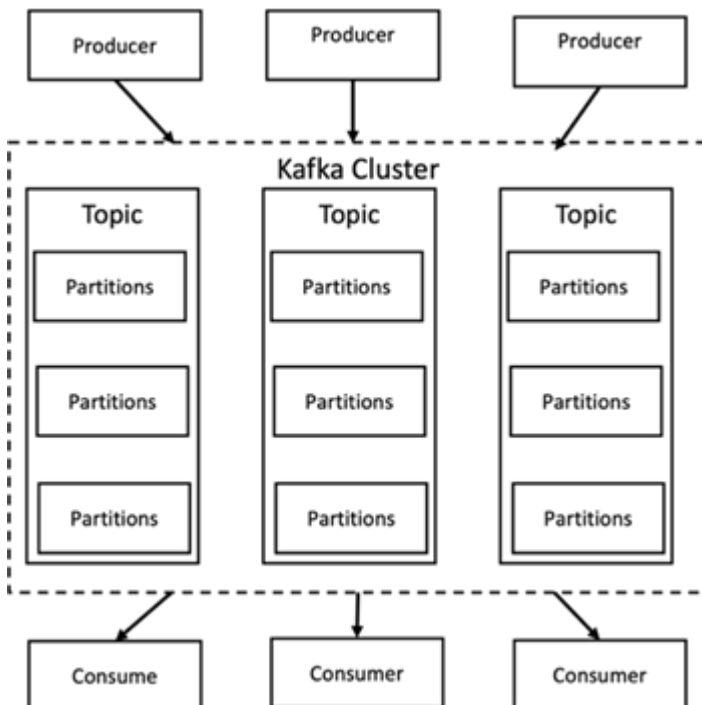 Producer
Producer
Producer
Kafka Cluster
Topic
Topic
Topic
Partitions
Partitions
Partitions
Partitions
Partitions
Partitions
Partitions
Partitions
Partitions
Consume
Consumer
Consumer